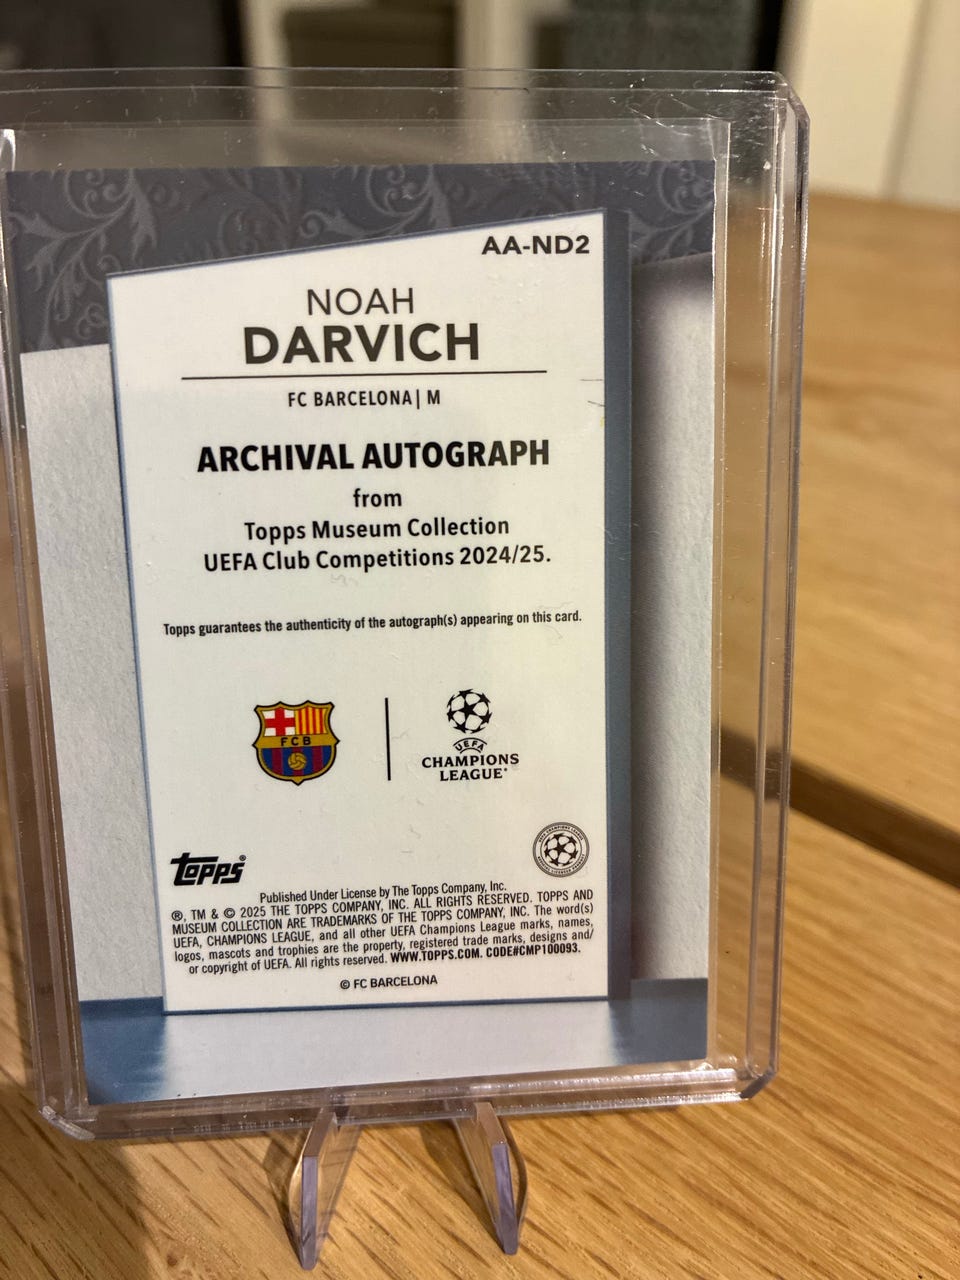 AA-ND2
NOAH
DARVICH
FC BARCELONA| M
ARCHIVAL AUTOGRAPH
from
Topps Museum Collection
UEFA Club Competitions 2024/25.
Topps guarantees the authenticity of the autograph(s) appearing on this card.
FCB
UEFA
CHAMPIONS
LEAGUE®
topps®
Published Under License by The Topps Company, Inc.
®, TM & © 2025 THE TOPPS COMPANY, INC. ALL RIGHTS RESERVED. TOPPS AND
MUSEUM COLLECTION ARE TRADEMARKS OF THE TOPPS COMPANY, INC. The word(s)
UEFA, CHAMPIONS LEAGUE, and all other UEFA Champions League marks, names,
logos, mascots and trophies are the property, registered trade marks, designs and/
or copyright of UEFA. All rights reserved. WWW.TOPPS.COM. CODE#CMP100093.
© FC BARCELONA